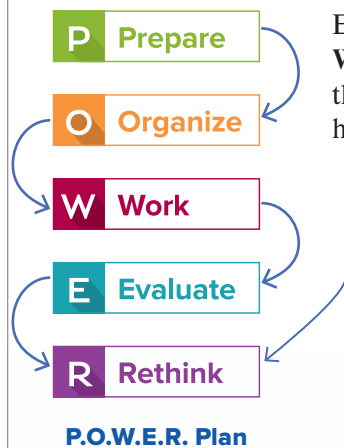 P Prepare
O Organize
W Work
E Evaluate
R Rethink
P.O.W.E.R. Plan